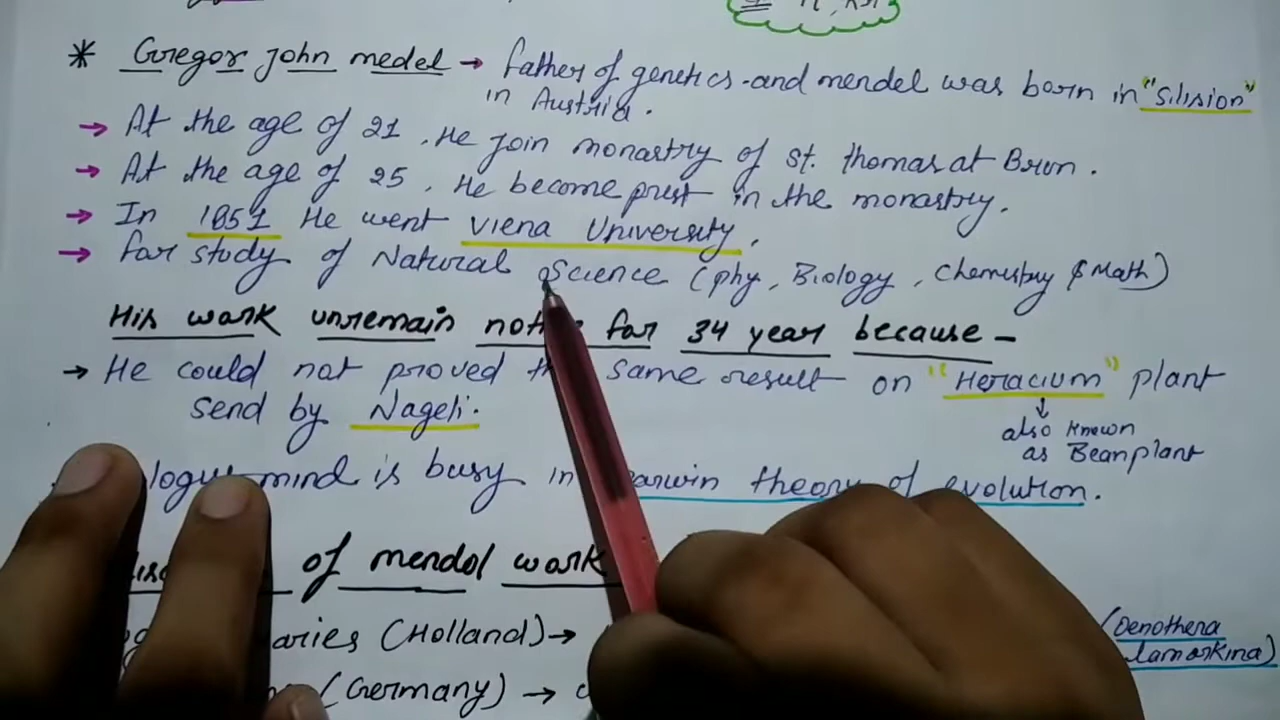 * Gregor john medel → father of genetics - and mendel was born in "Silision"
in Austria.
→ At the age of 21, He join monastry of st. thomas at Brun.
→ At the age of 25, He become prest in the monastry.
→ In 1851 He went Viena University,
→ for study of Natural Science (phy, Biology, Chemistry & Math)
His work unremain for 34 year because -
→ He could not proved same result on "Heracium" plant
send by Nageli.
also known
as Beanplant
mind is busy in theory of evolution.
of mendol work
(Holland) →
(Oenothera
lamarkina)
(Germany) →